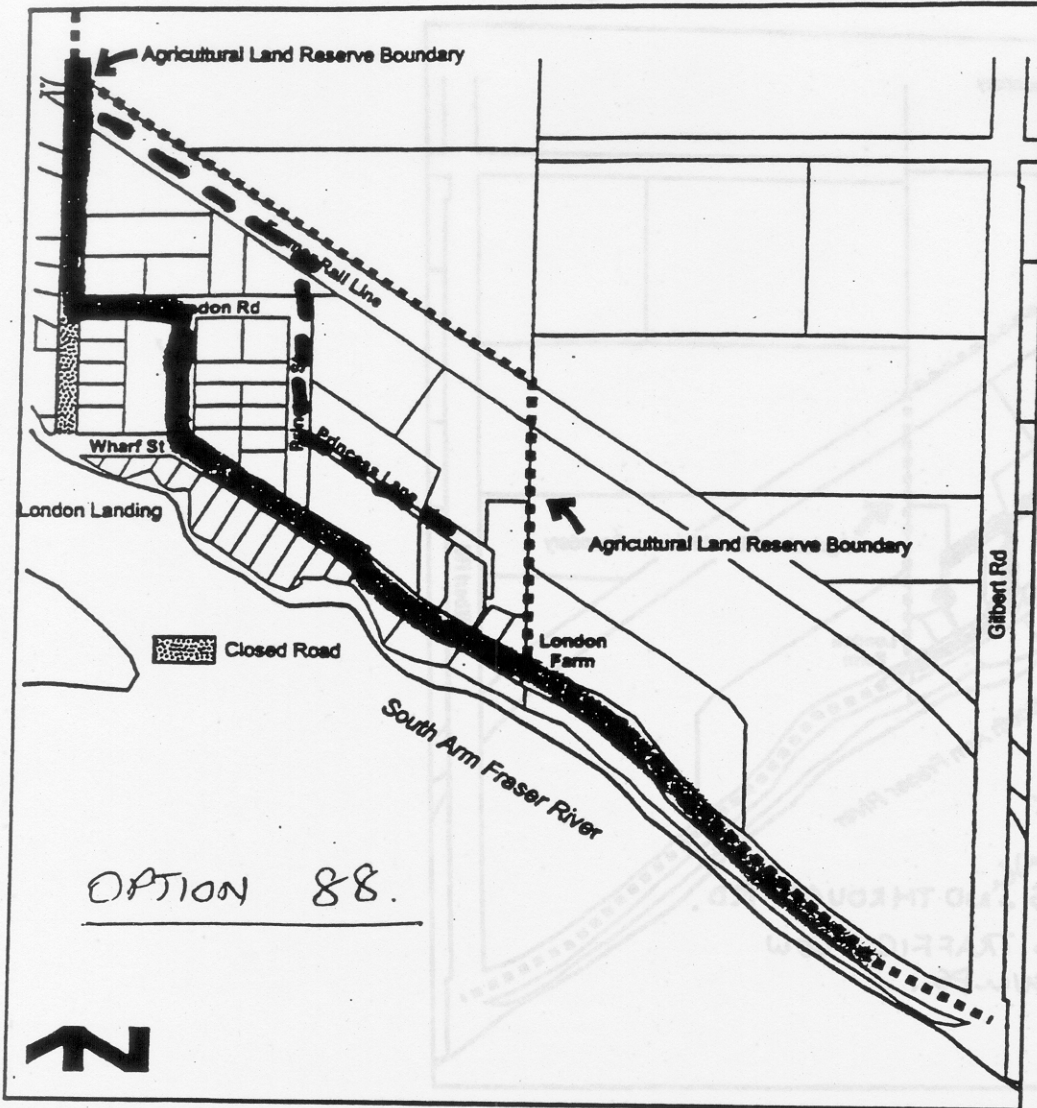 Agricultural Land Reserve Boundary
Rail Line
don Rd
Princess Lane
Wharf St
London Landing
Agricultural Land Reserve Boundary
Gilbert Rd
Closed Road
London
Farm
South Arm Fraser River
OPTION 88.